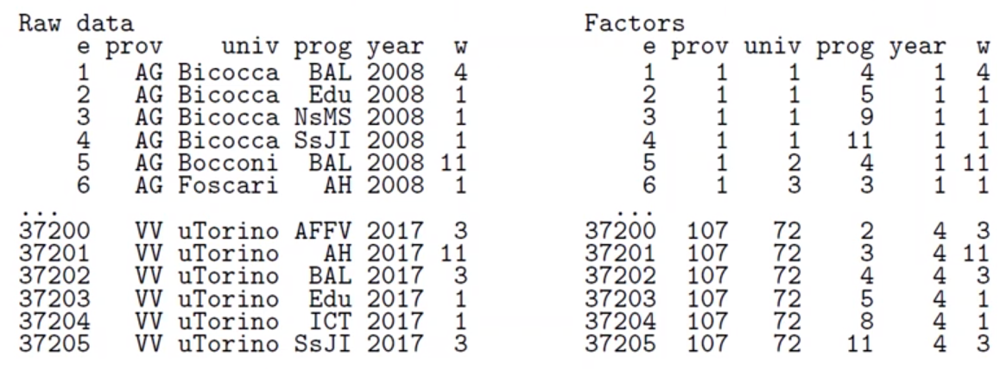 Raw data Factors
e prov univ prog year w e prov univ prog year w
1 AG Bicocca BAL 2008 4 1 1 1 4 1 4
2 AG Bicocca Edu 2008 1 2 1 1 5 1 1
3 AG Bicocca NsMS 2008 1 3 1 1 9 1 1
4 AG Bicocca SsJI 2008 1 4 1 1 11 1 1
5 AG Bocconi BAL 2008 11 5 1 2 4 1 11
6 AG Foscari AH 2008 1 6 1 3 3 1 1
... ...
37200 VV uTorino AFFV 2017 3 37200 107 72 2 4 3
37201 VV uTorino AH 2017 11 37201 107 72 3 4 11
37202 VV uTorino BAL 2017 3 37202 107 72 4 4 3
37203 VV uTorino Edu 2017 1 37203 107 72 5 4 1
37204 VV uTorino ICT 2017 1 37204 107 72 8 4 1
37205 VV uTorino SsJI 2017 3 37205 107 72 11 4 3